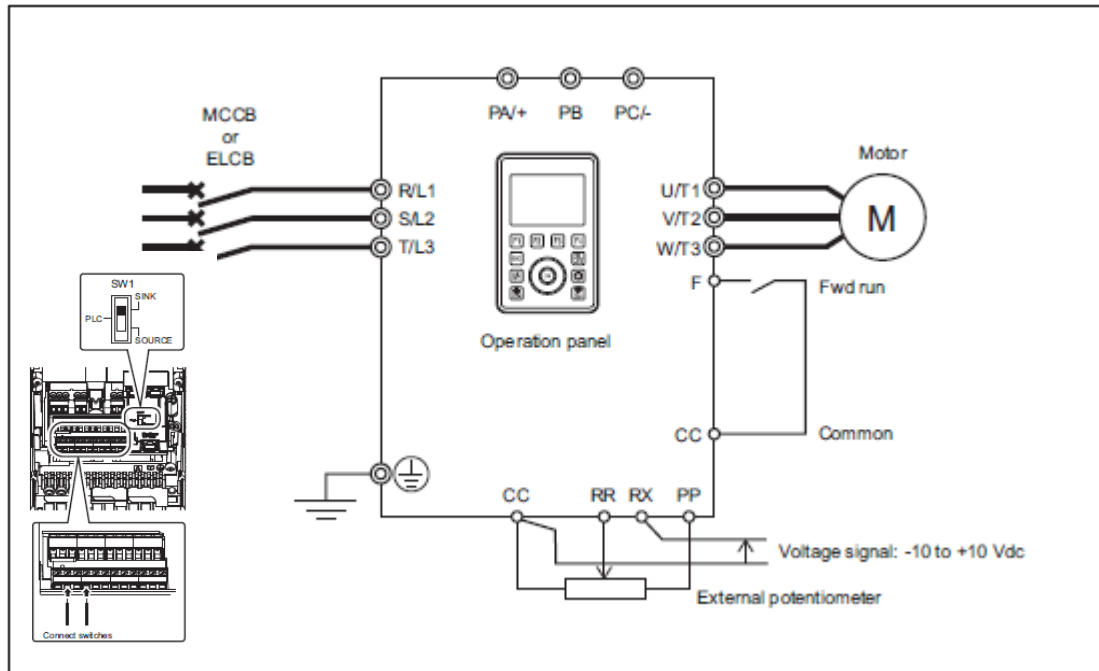 PA/+ PB PC/-
MCCB
or
ELCB
Motor
R/L1
S/L2
T/L3
U/T1
V/T2
W/T3
M
F
Fwd run
SW1
SINK
PLC
SOURCE
Operation panel
CC
Common
CC RR RX PP
Voltage signal: -10 to +10 Vdc
External potentiometer
Connect switches